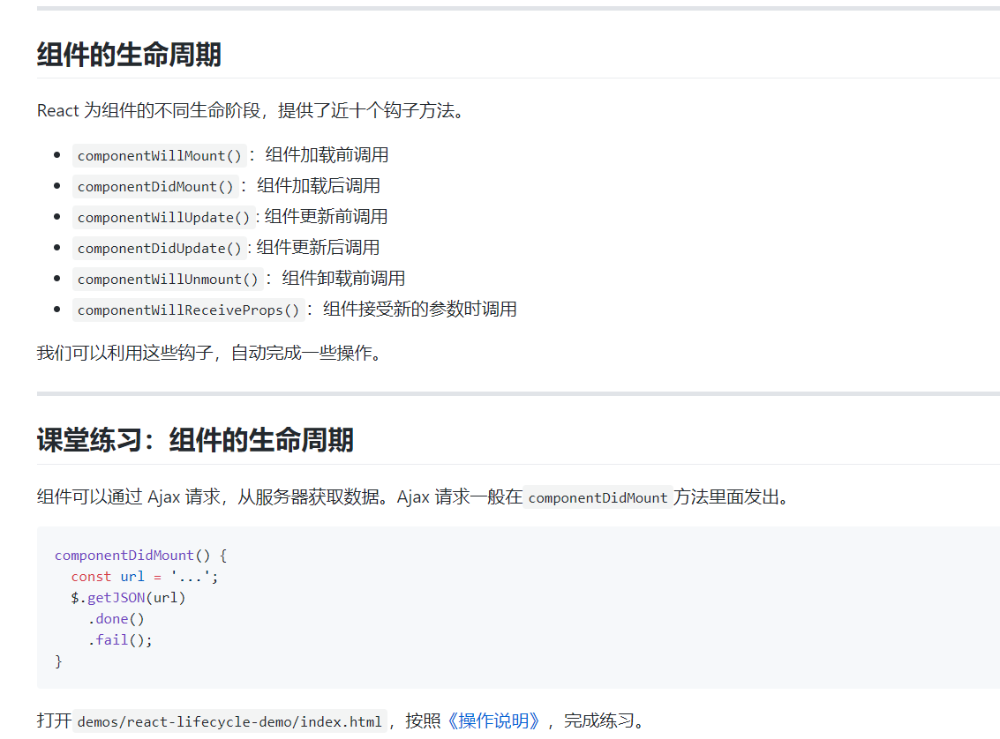 组件的生命周期
React 为组件的不同生命阶段，提供了近十个钩子方法。
componentWillMount()：组件加载前调用
componentDidMount()：组件加载后调用
componentWillUpdate(): 组件更新前调用
componentDidUpdate(): 组件更新后调用
componentWillUnmount()：组件卸载前调用
componentWillReceiveProps()：组件接受新的参数时调用
我们可以利用这些钩子，自动完成一些操作。
课堂练习：组件的生命周期
组件可以通过 Ajax 请求，从服务器获取数据。Ajax 请求一般在 componentDidMount 方法里面发出。
componentDidMount() {
  const url = '...';
  $.getJSON(url)
    .done()
    .fail();
}
打开 demos/react-lifecycle-demo/index.html，按照《操作说明》，完成练习。